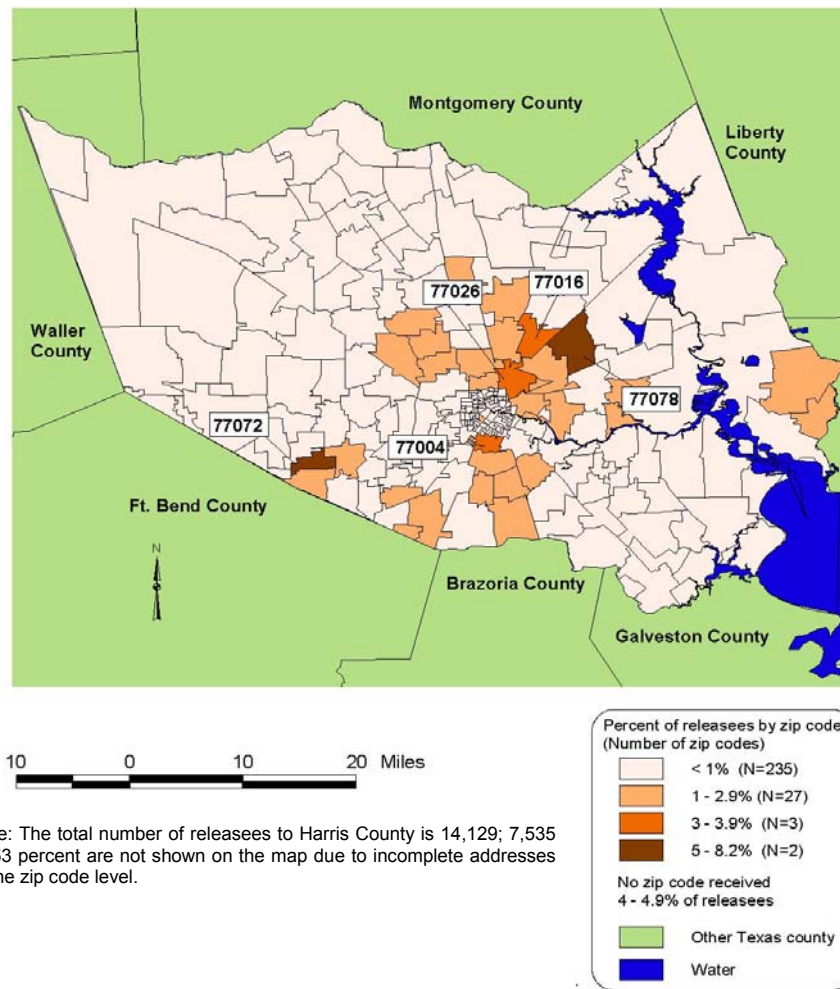 Montgomery County
Liberty
County
77026
77016
Waller
County
77072
77004
77078
Ft. Bend County
N
Brazoria County
Galveston County
10 0 10 20 Miles
Percent of releasees by zip code
(Number of zip codes)
< 1% (N=235)
1 - 2.9% (N=27)
3 - 3.9% (N=3)
5 - 8.2% (N=2)
No zip code received
4 - 4.9% of releasees
Other Texas county
Water
e: The total number of releasees to Harris County is 14,129; 7,535
53 percent are not shown on the map due to incomplete addresses
he zip code level.